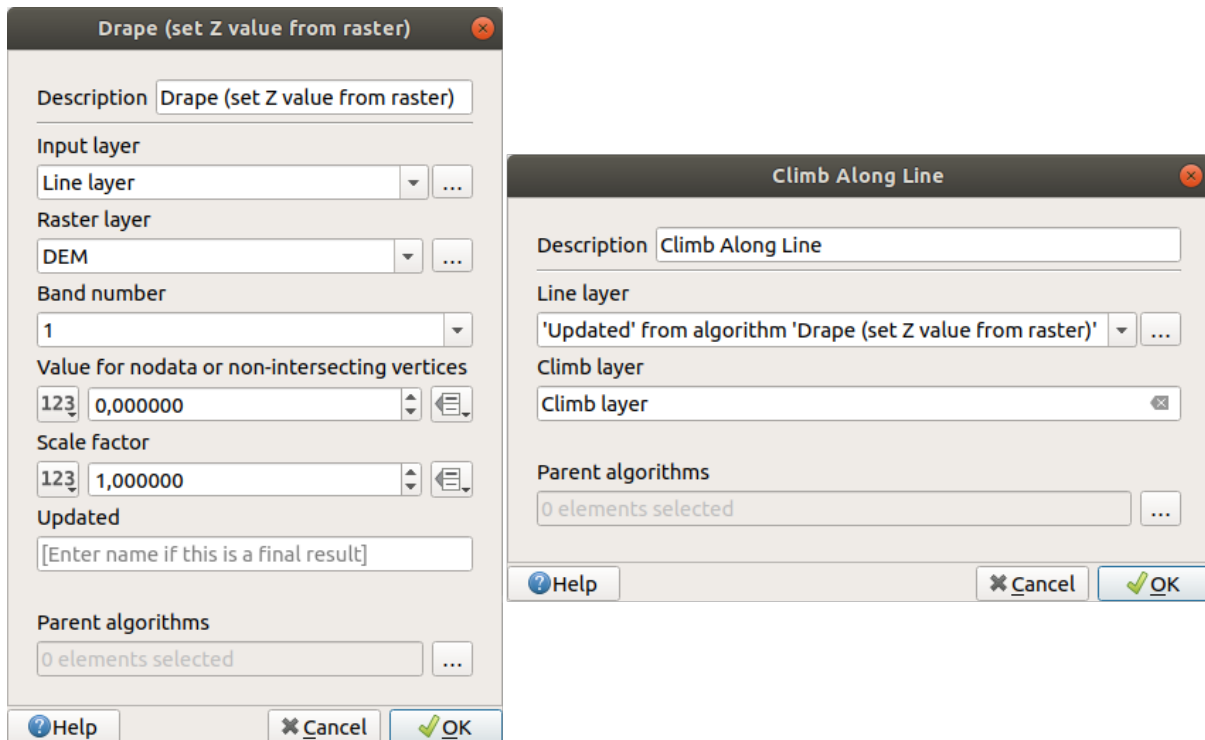 Drape (set Z value from raster)
Description Drape (set Z value from raster)
Input layer
Line layer
...
Raster layer
DEM
...
Band number
1
Value for nodata or non-intersecting vertices
123 0,000000
Scale factor
123 1,000000
Updated
[Enter name if this is a final result]
Parent algorithms
0 elements selected
...
Help Cancel OK
Climb Along Line
Description Climb Along Line
Line layer
'Updated' from algorithm 'Drape (set Z value from raster)'
...
Climb layer
Climb layer
Parent algorithms
0 elements selected
...
Help Cancel OK